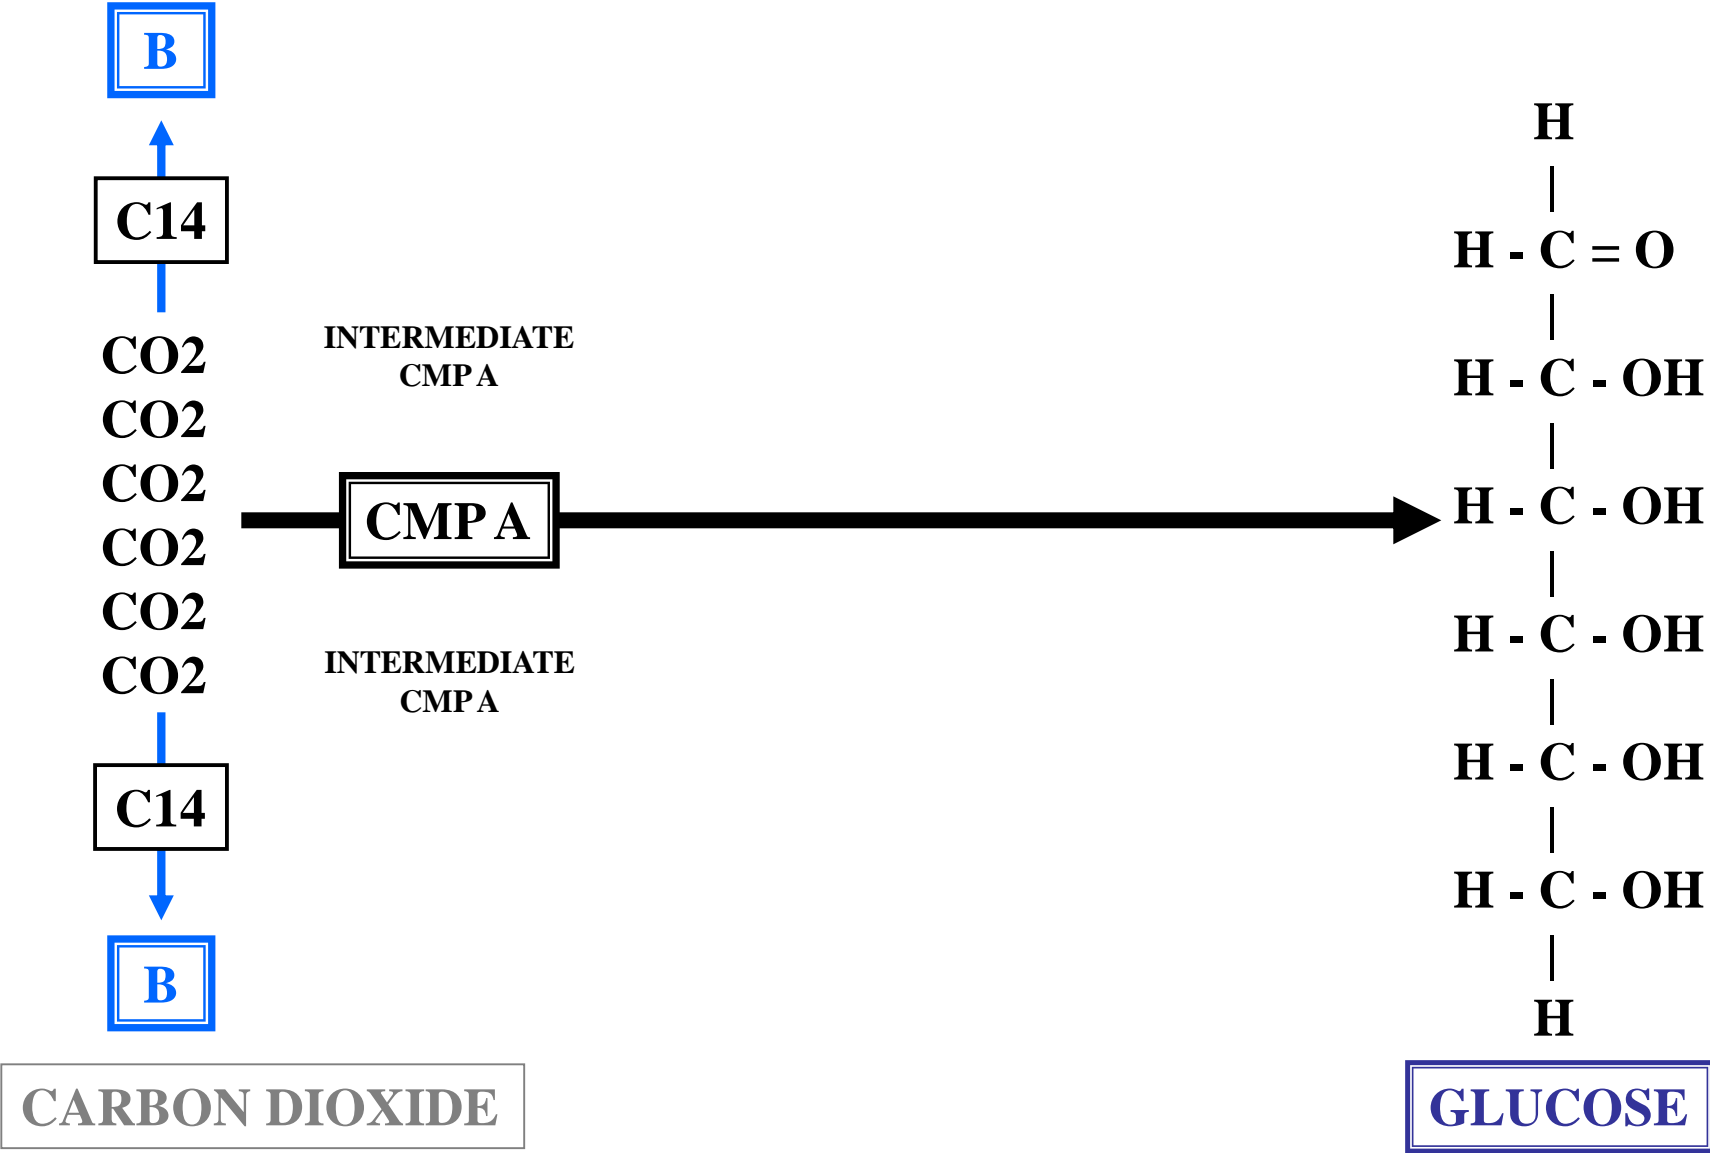 B
C14
CO2
CO2
CO2
CO2
CO2
CO2
C14
B
CARBON DIOXIDE
INTERMEDIATE
CMP A
CMP A
INTERMEDIATE
CMP A
H
H - C = O
H - C - OH
H - C - OH
H - C - OH
H - C - OH
H - C - OH
H
GLUCOSE